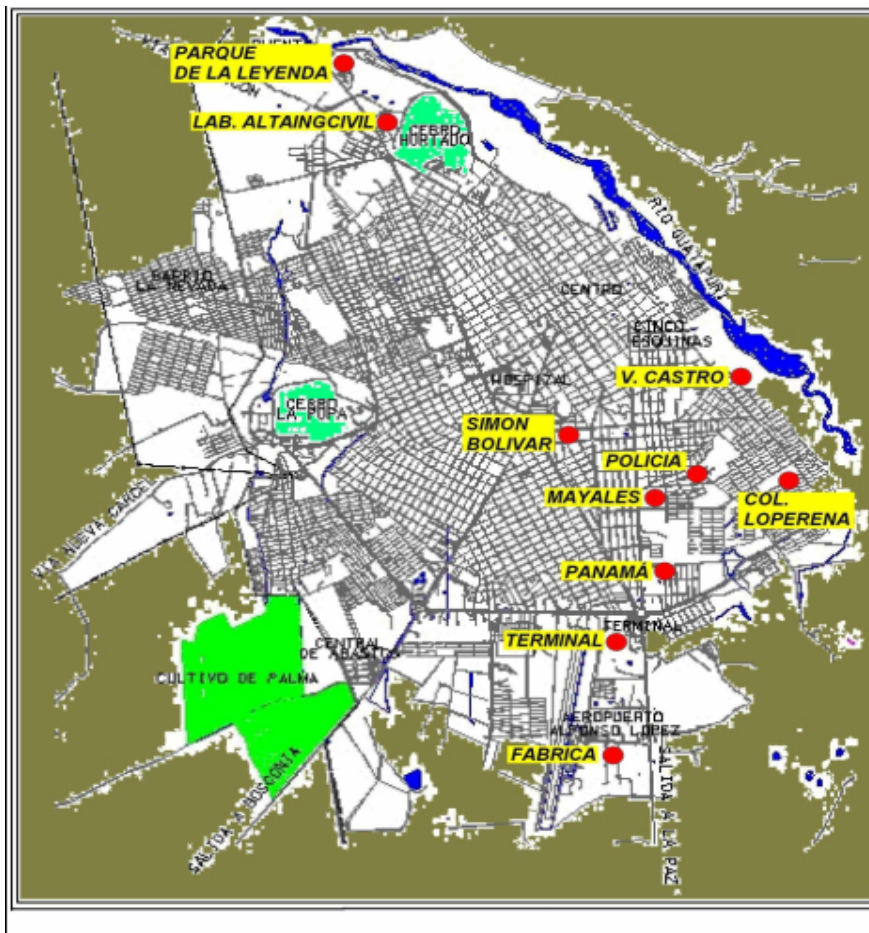 PARQUE
DE LA LEYENDA
LAB. ALTAINGCIVIL
CERRO
HURTADO
RIO GUATAPURI
BARRIO
LA NEVADA
CENTRO
CINCO
ESQUINAS
HOSPITAL
V. CASTRO
CERRO
LA POPA
SIMON
BOLIVAR
POLICIA
MAYALES
COL.
LOPERENA
VIA NUEVA CARCEL
PANAMÁ
TERMINAL
TERMINAL
CENTRAL
DE ABASTOS
CULTIVO DE PALMA
AEROPUERTO
ALFONSO LOPEZ
FABRICA
SALIDA A BOSCONIA
SALIDA A LA PAZ